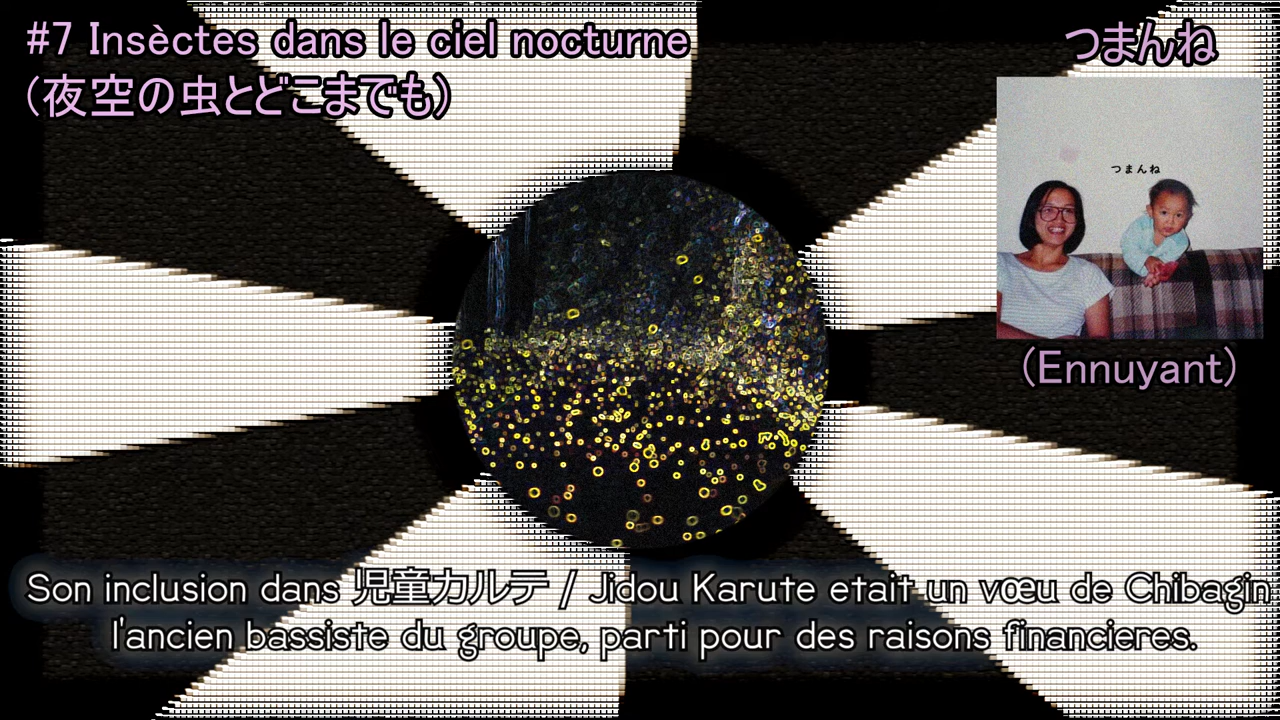 #7 Insèctes dans le ciel nocturne
(夜空の虫とどこまでも)
つまんね
つまんね
(Ennuyant)
Son inclusion dans 児童カルテ / Jidou Karute etait un vœu de Chibagin,
l'ancien bassiste du groupe, parti pour des raisons financieres.